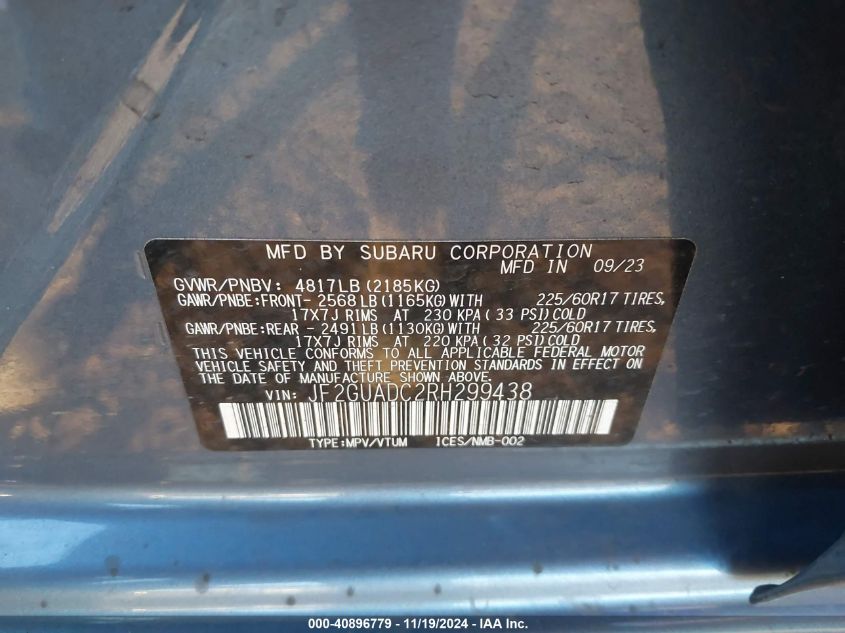 MFD BY SUBARU CORPORATION
MFD IN 09/23
GVWR/PNBV: 4817LB (2185KG)
GAWR/PNBE:FRONT- 2568 LB (1165KG) WITH 225/60R17 TIRES,
17X7J RIMS AT 230 KPA ( 33 PSI) COLD
GAWR/PNBE:REAR - 2491 LB (1130KG) WITH 225/60R17 TIRES,
17X7J RIMS AT 220 KPA ( 32 PSI) COLD
THIS VEHICLE CONFORMS TO ALL APPLICABLE FEDERAL MOTOR
VEHICLE SAFETY AND THEFT PREVENTION STANDARDS IN EFFECT
ON THE DATE OF MANUFACTURE SHOWN ABOVE.
VIN: JF2GUADC2RH299438
TYPE:MPV/VTUM ICES/NMB-002
000-40896779 - 11/19/2024 - IAA Inc.